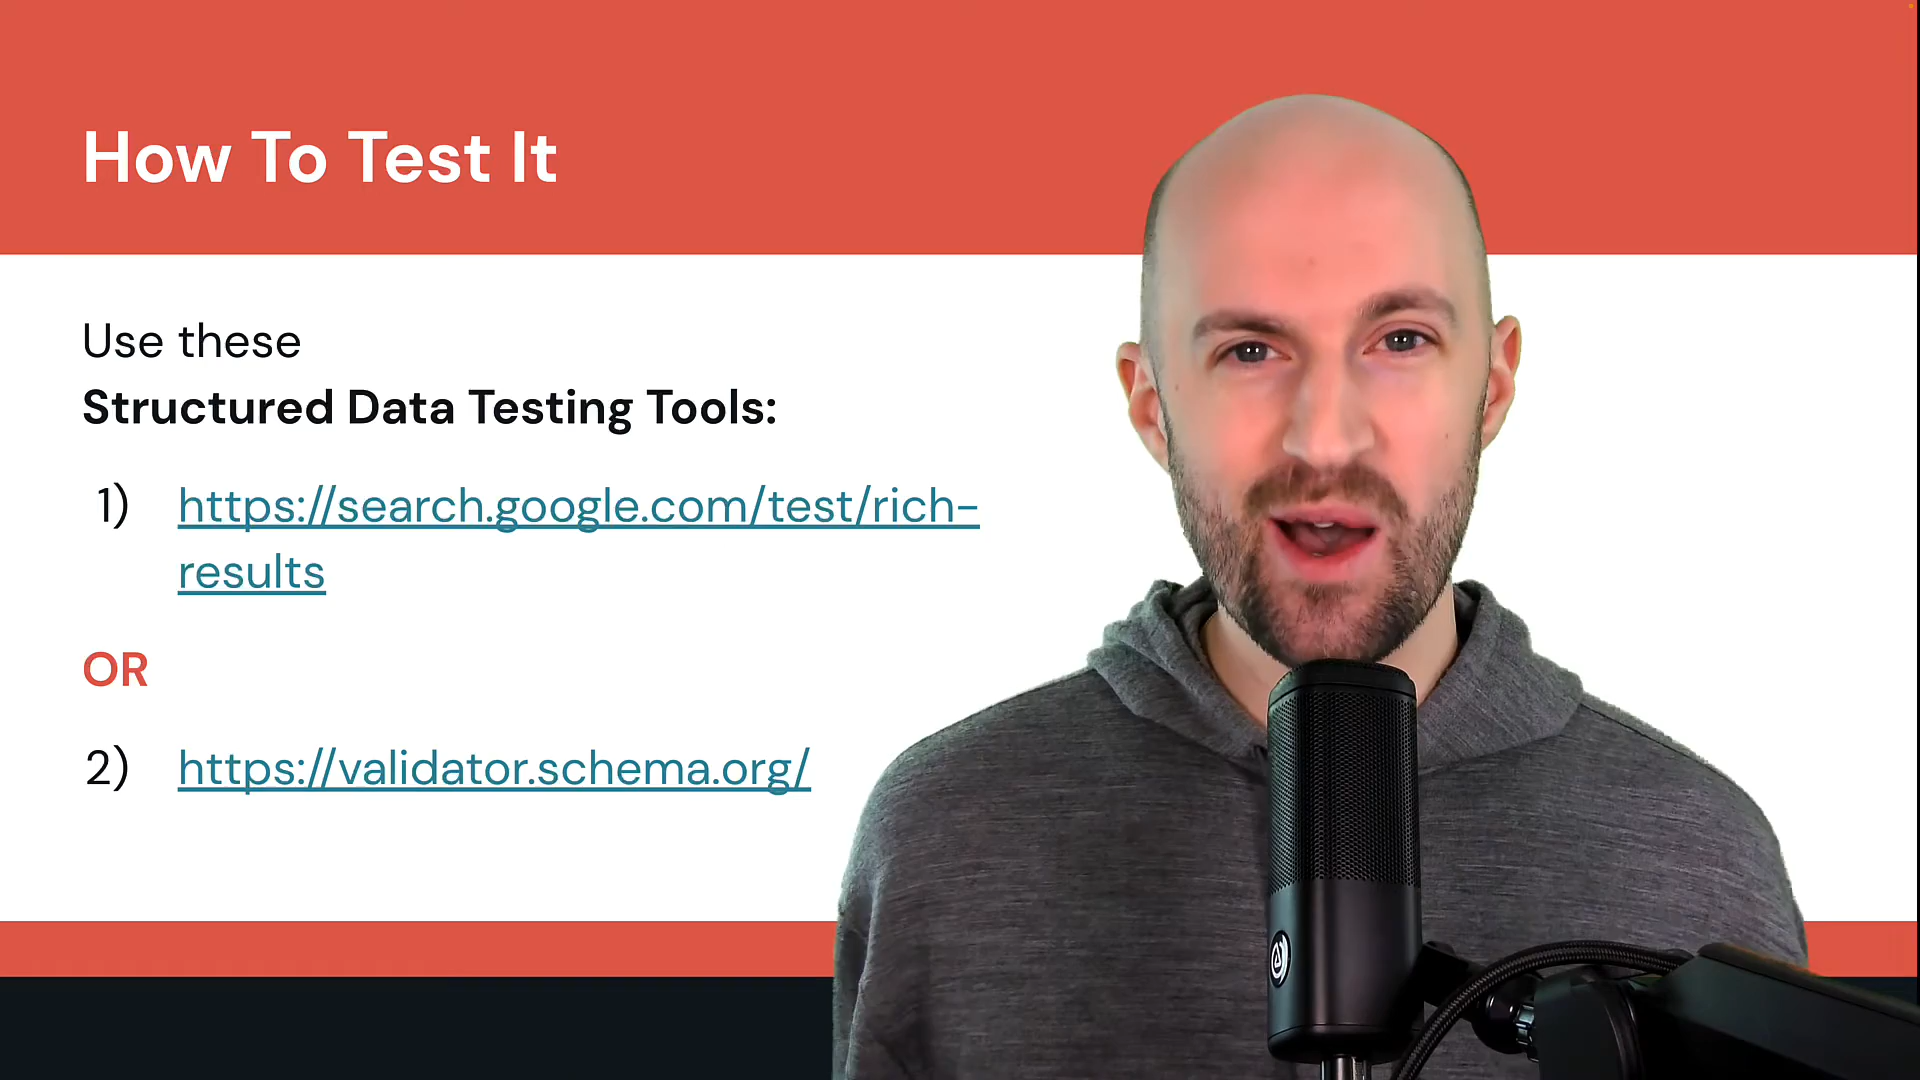 How To Test It
Use these
Structured Data Testing Tools:
1) https://search.google.com/test/rich-
results
OR
2) https://validator.schema.org/